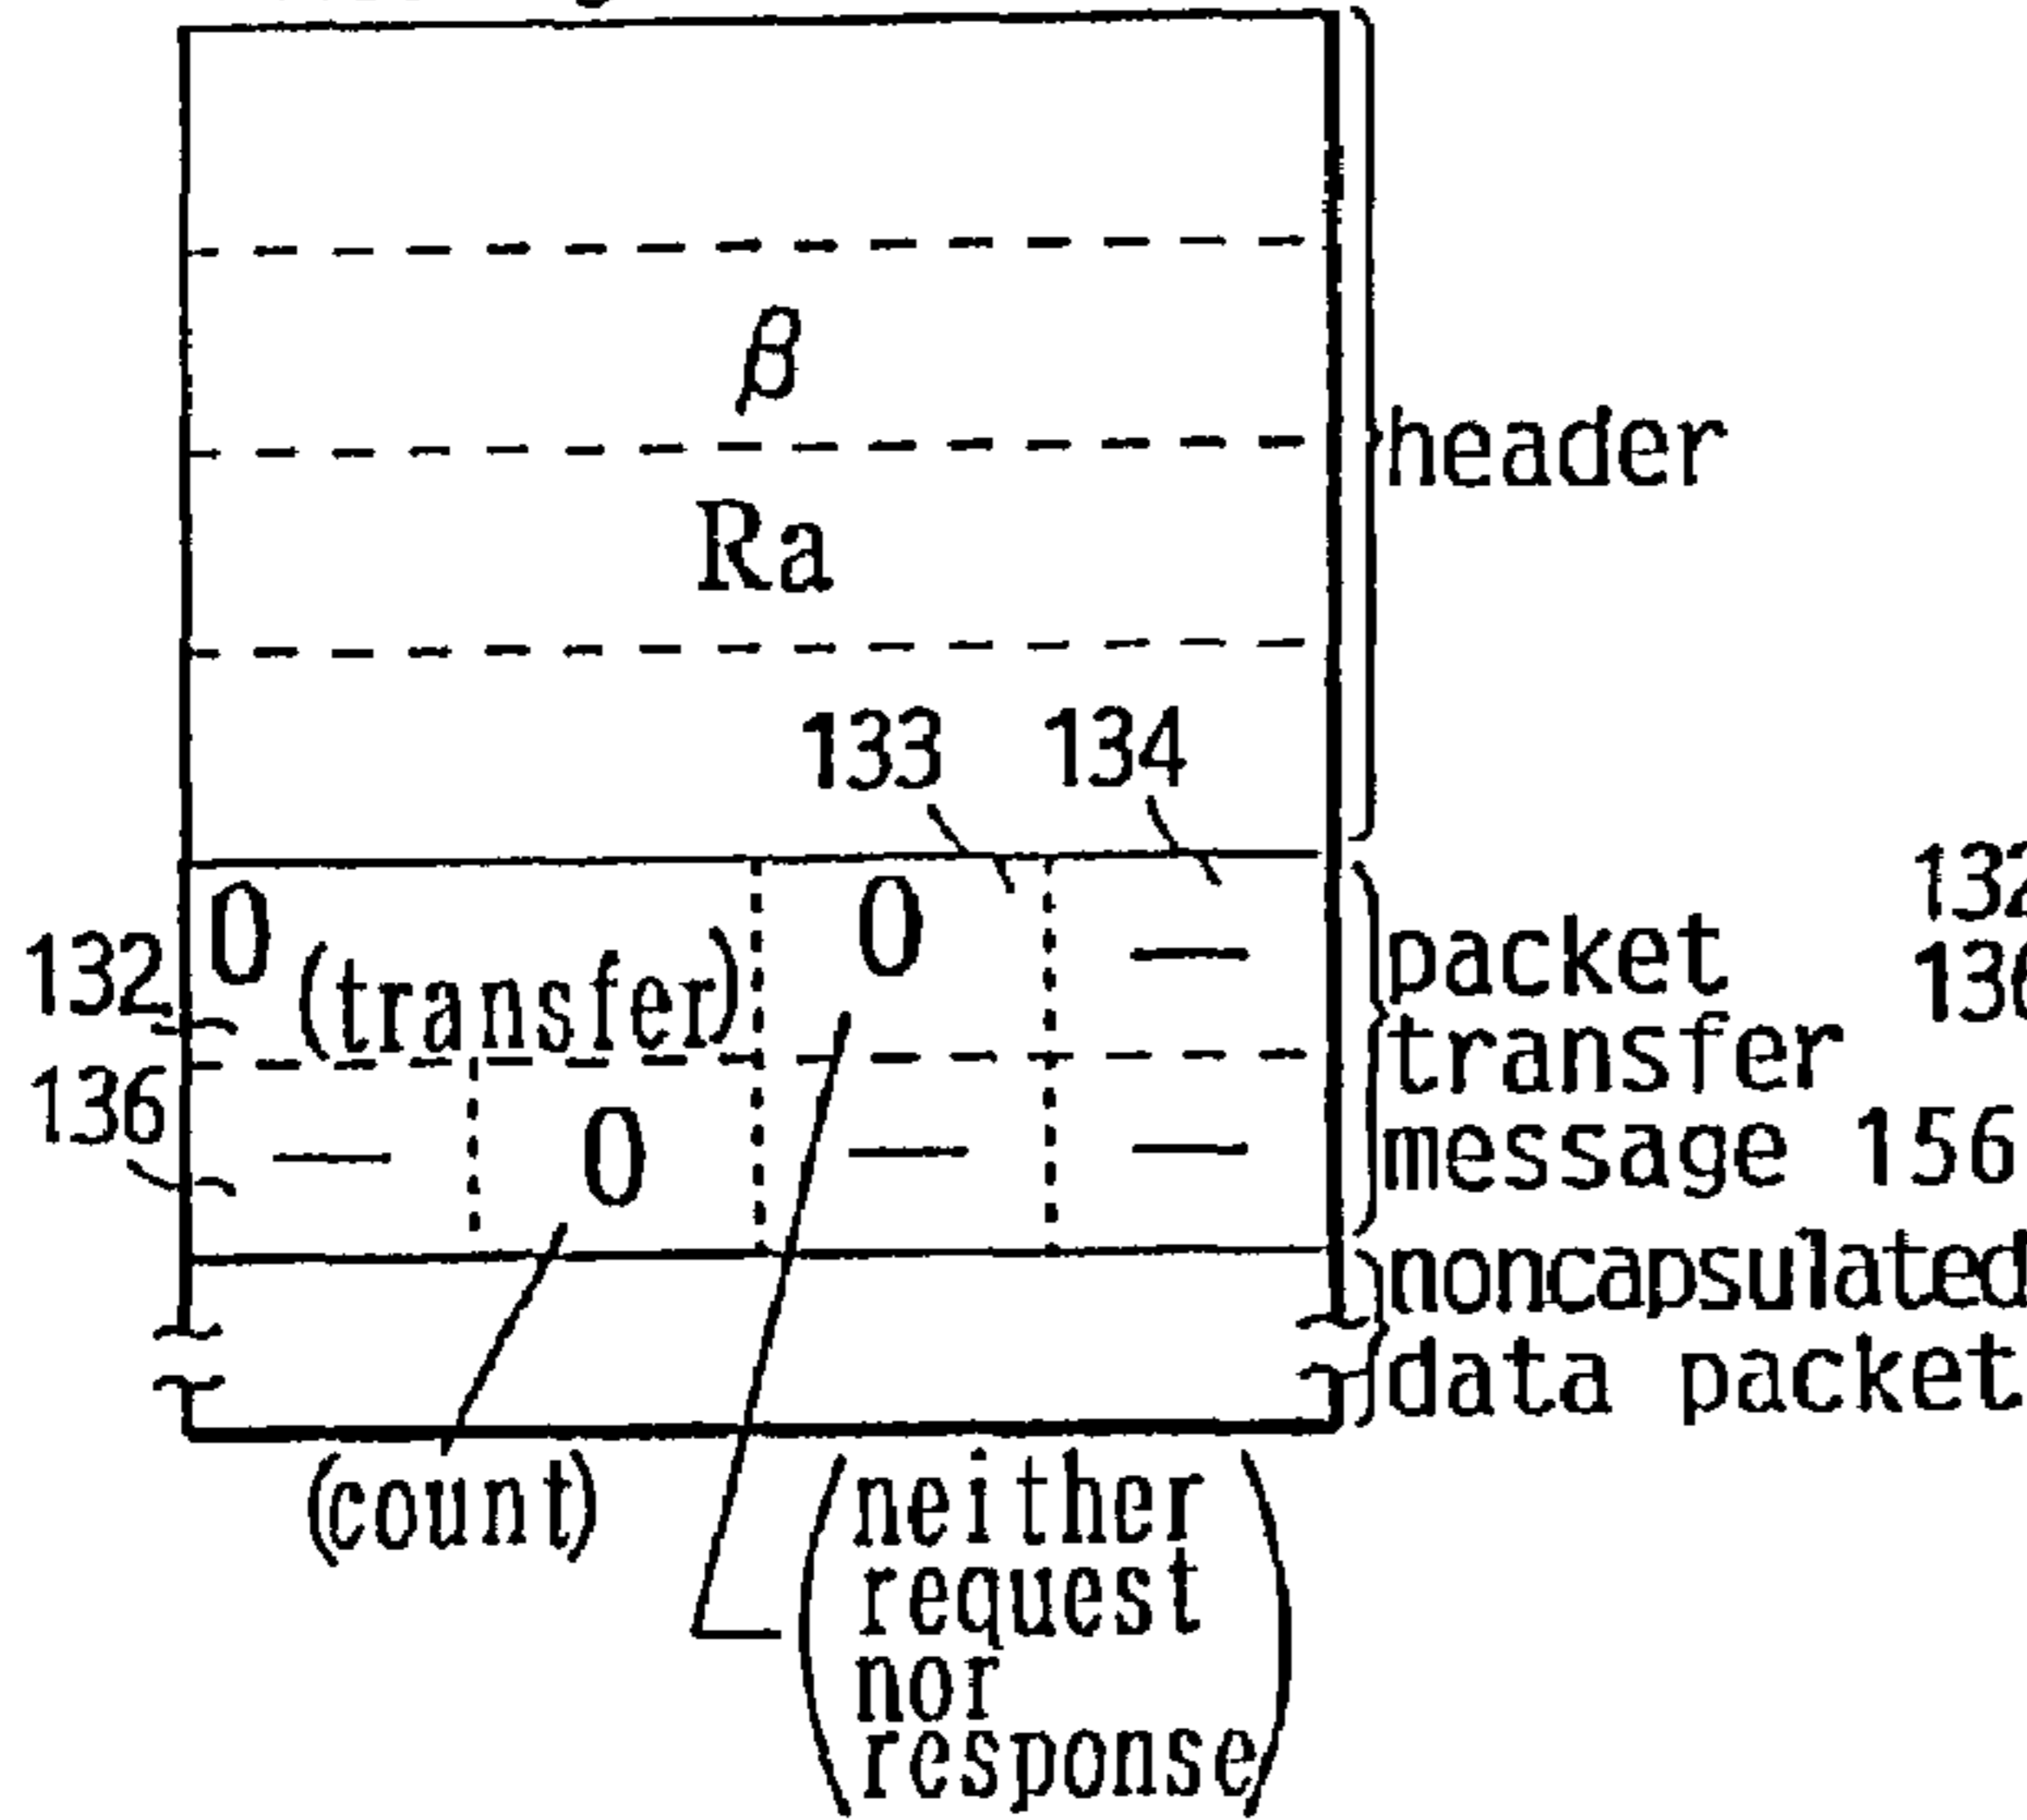 β
Ra
header
133 134
0 (transfer) 0 —
132
136
— 0 — —
packet
transfer
message 156
noncapsulated
data packet
(count)
(neither
request
nor
response)